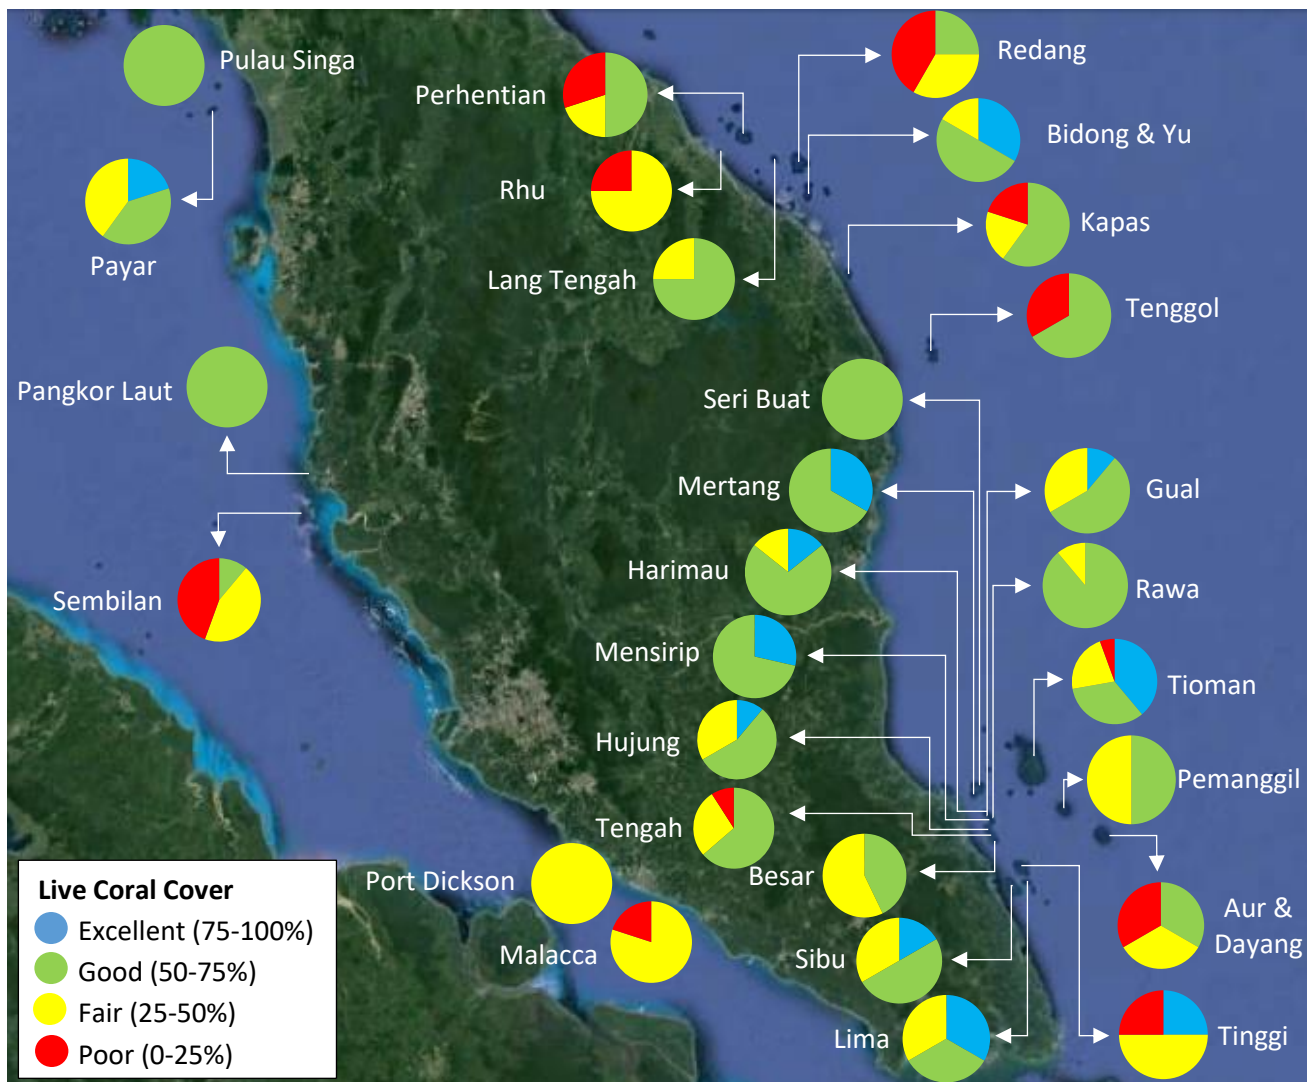 Pulau Singa
Perhentian
Redang
Bidong & Yu
Rhu
Kapas
Payar
Lang Tengah
Tenggol
Pangkor Laut
Seri Buat
Mertang
Gual
Harimau
Rawa
Sembilan
Mensirip
Tioman
Hujung
Pemanggil
Tengah
Besar
Port Dickson
Aur &
Dayang
Malacca
Sibu
Lima
Tinggi
Live Coral Cover
Excellent (75-100%)
Good (50-75%)
Fair (25-50%)
Poor (0-25%)